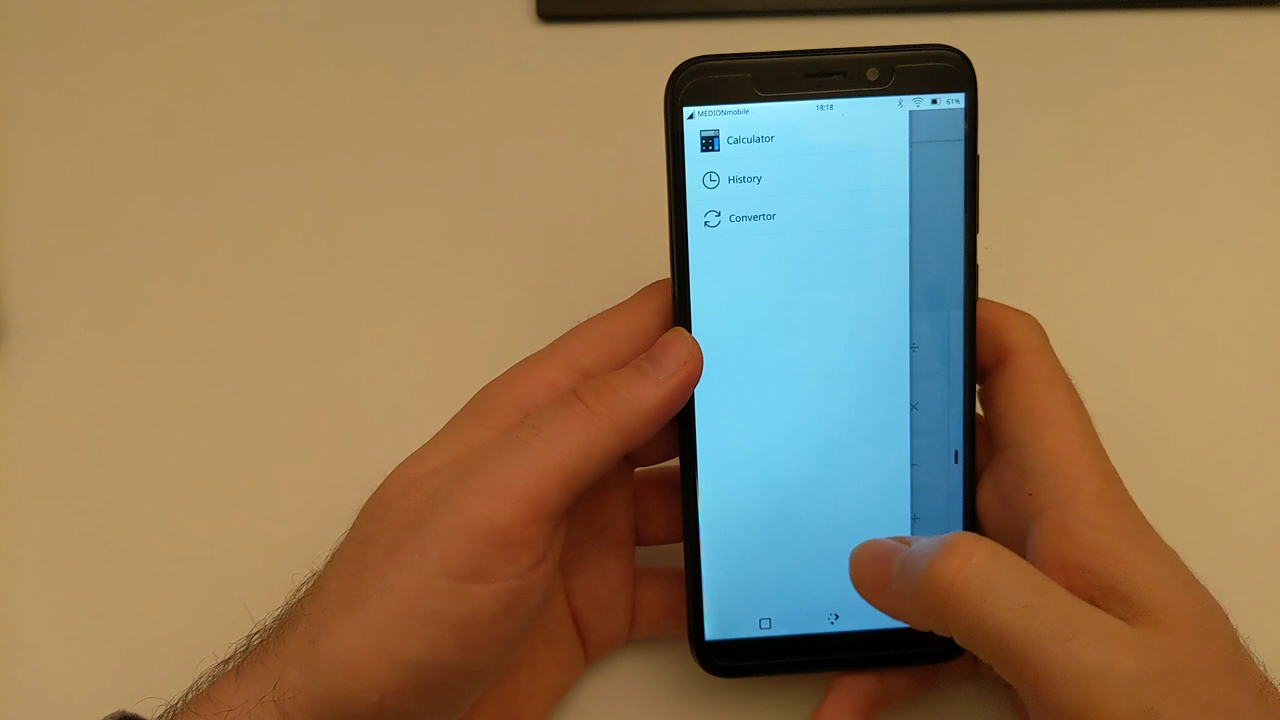 MEDIONmobile 18:18 61%
Calculator
History
Convertor
÷
×
-
+